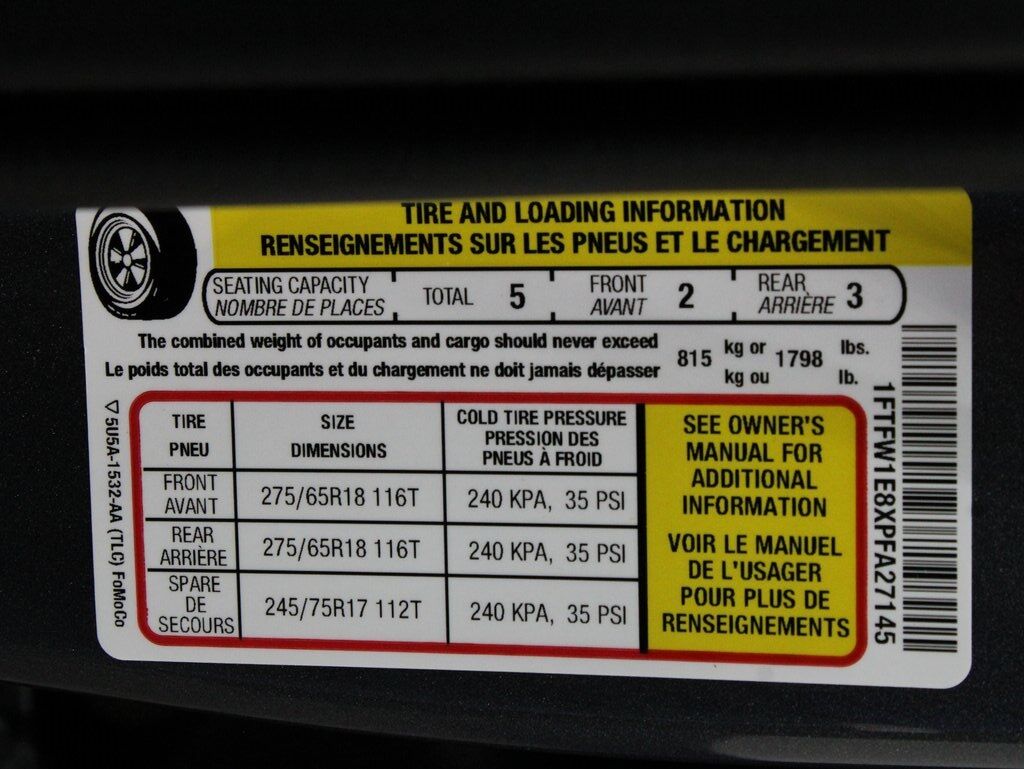 TIRE AND LOADING INFORMATION
RENSEIGNEMENTS SUR LES PNEUS ET LE CHARGEMENT
SEATING CAPACITY
NOMBRE DE PLACES
TOTAL 5
FRONT
AVANT
2
REAR
ARRIÈRE
3
The combined weight of occupants and cargo should never exceed
Le poids total des occupants et du chargement ne doit jamais dépasser
815
kg or
kg ou
1798
lbs.
lb.
TIRE
PNEU
SIZE
DIMENSIONS
COLD TIRE PRESSURE
PRESSION DES
PNEUS À FROID
FRONT
AVANT
275/65R18 116T
240 KPA, 35 PSI
REAR
ARRIÈRE
275/65R18 116T
240 KPA, 35 PSI
SPARE
DE
SECOURS
245/75R17 112T
240 KPA, 35 PSI
SEE OWNER'S
MANUAL FOR
ADDITIONAL
INFORMATION
VOIR LE MANUEL
DE L'USAGER
POUR PLUS DE
RENSEIGNEMENTS
5U5A-1532-AA (TLC) FoMoCo
1FTFW1E8XPFA27145